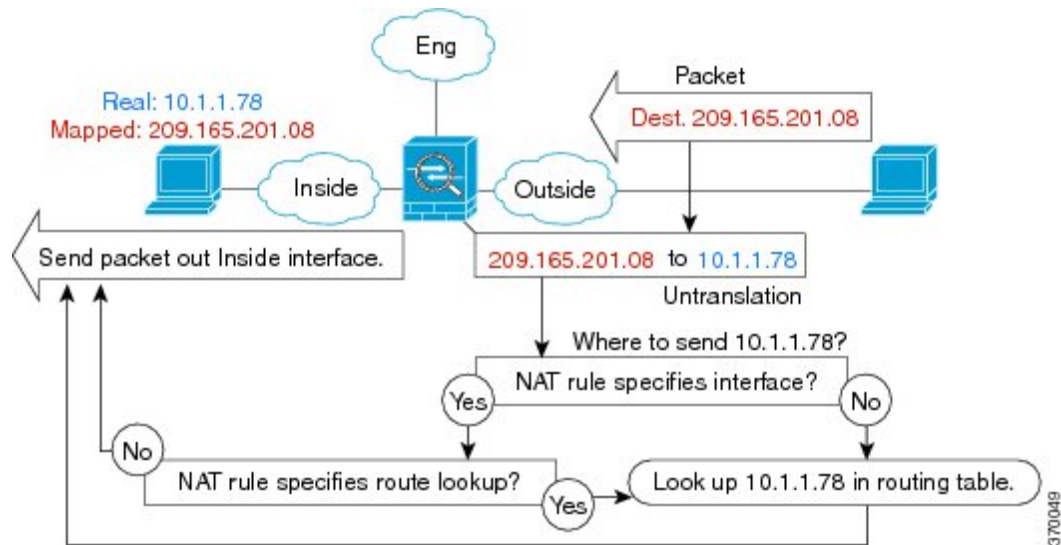 Eng
Packet
Real: 10.1.1.78
Mapped: 209.165.201.08
Dest. 209.165.201.08
Inside
Outside
Send packet out Inside interface.
209.165.201.08 to 10.1.1.78
Untranslation
Where to send 10.1.1.78?
NAT rule specifies interface?
Yes
No
No
NAT rule specifies route lookup?
Yes
Look up 10.1.1.78 in routing table.
370049